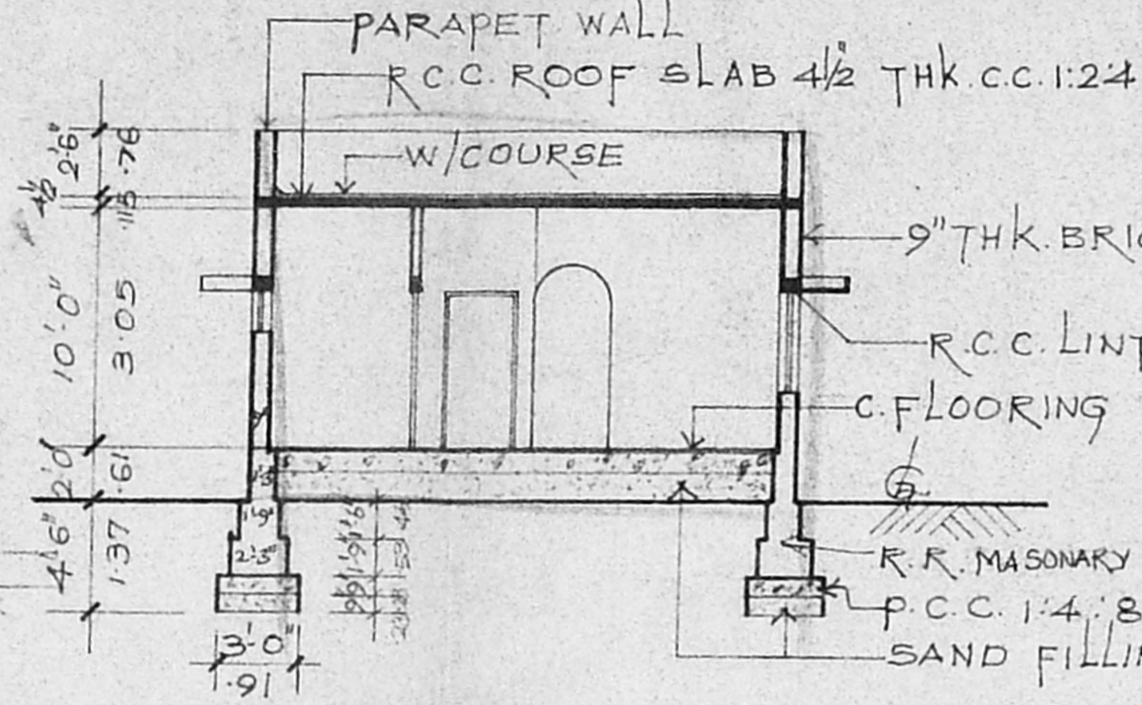 PARAPET WALL
R.C.C. ROOF SLAB 4½" THK. C.C. 1:2:4
W/COURSE
9" THK. BRIC
R.C.C. LINT
C. FLOORING
R.R. MASONARY
P.C.C. 1:4:8
SAND FILLIN
2'-6"
.76
4½
.115
10'-0"
3.05
2'-0"
.61
4'-6"
1.37
1'-9"
2'-3"
3'-0"
.91